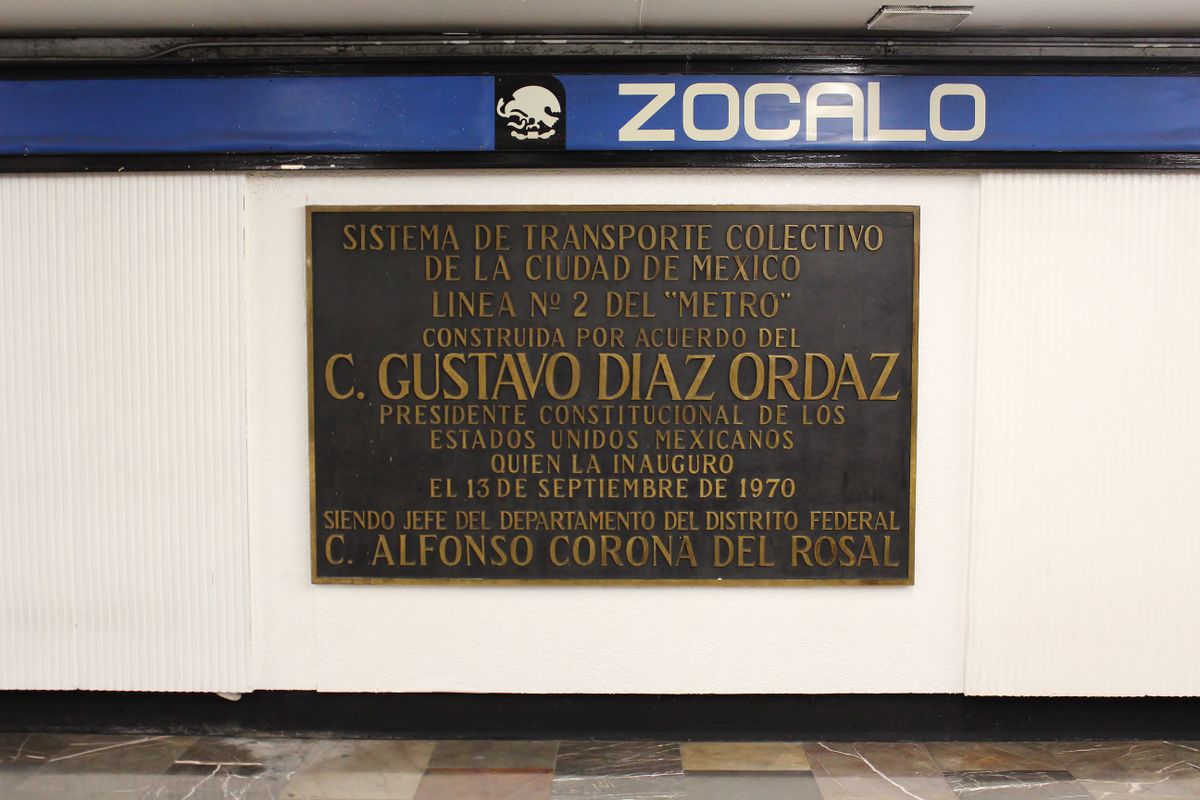 ZOCALO
SISTEMA DE TRANSPORTE COLECTIVO
DE LA CIUDAD DE MEXICO
LINEA Nº 2 DEL "METRO"
CONSTRUIDA POR ACUERDO DEL
C. GUSTAVO DIAZ ORDAZ
PRESIDENTE CONSTITUCIONAL DE LOS
ESTADOS UNIDOS MEXICANOS
QUIEN LA INAUGURO
EL 13 DE SEPTIEMBRE DE 1970
SIENDO JEFE DEL DEPARTAMENTO DEL DISTRITO FEDERAL
C. ALFONSO CORONA DEL ROSAL